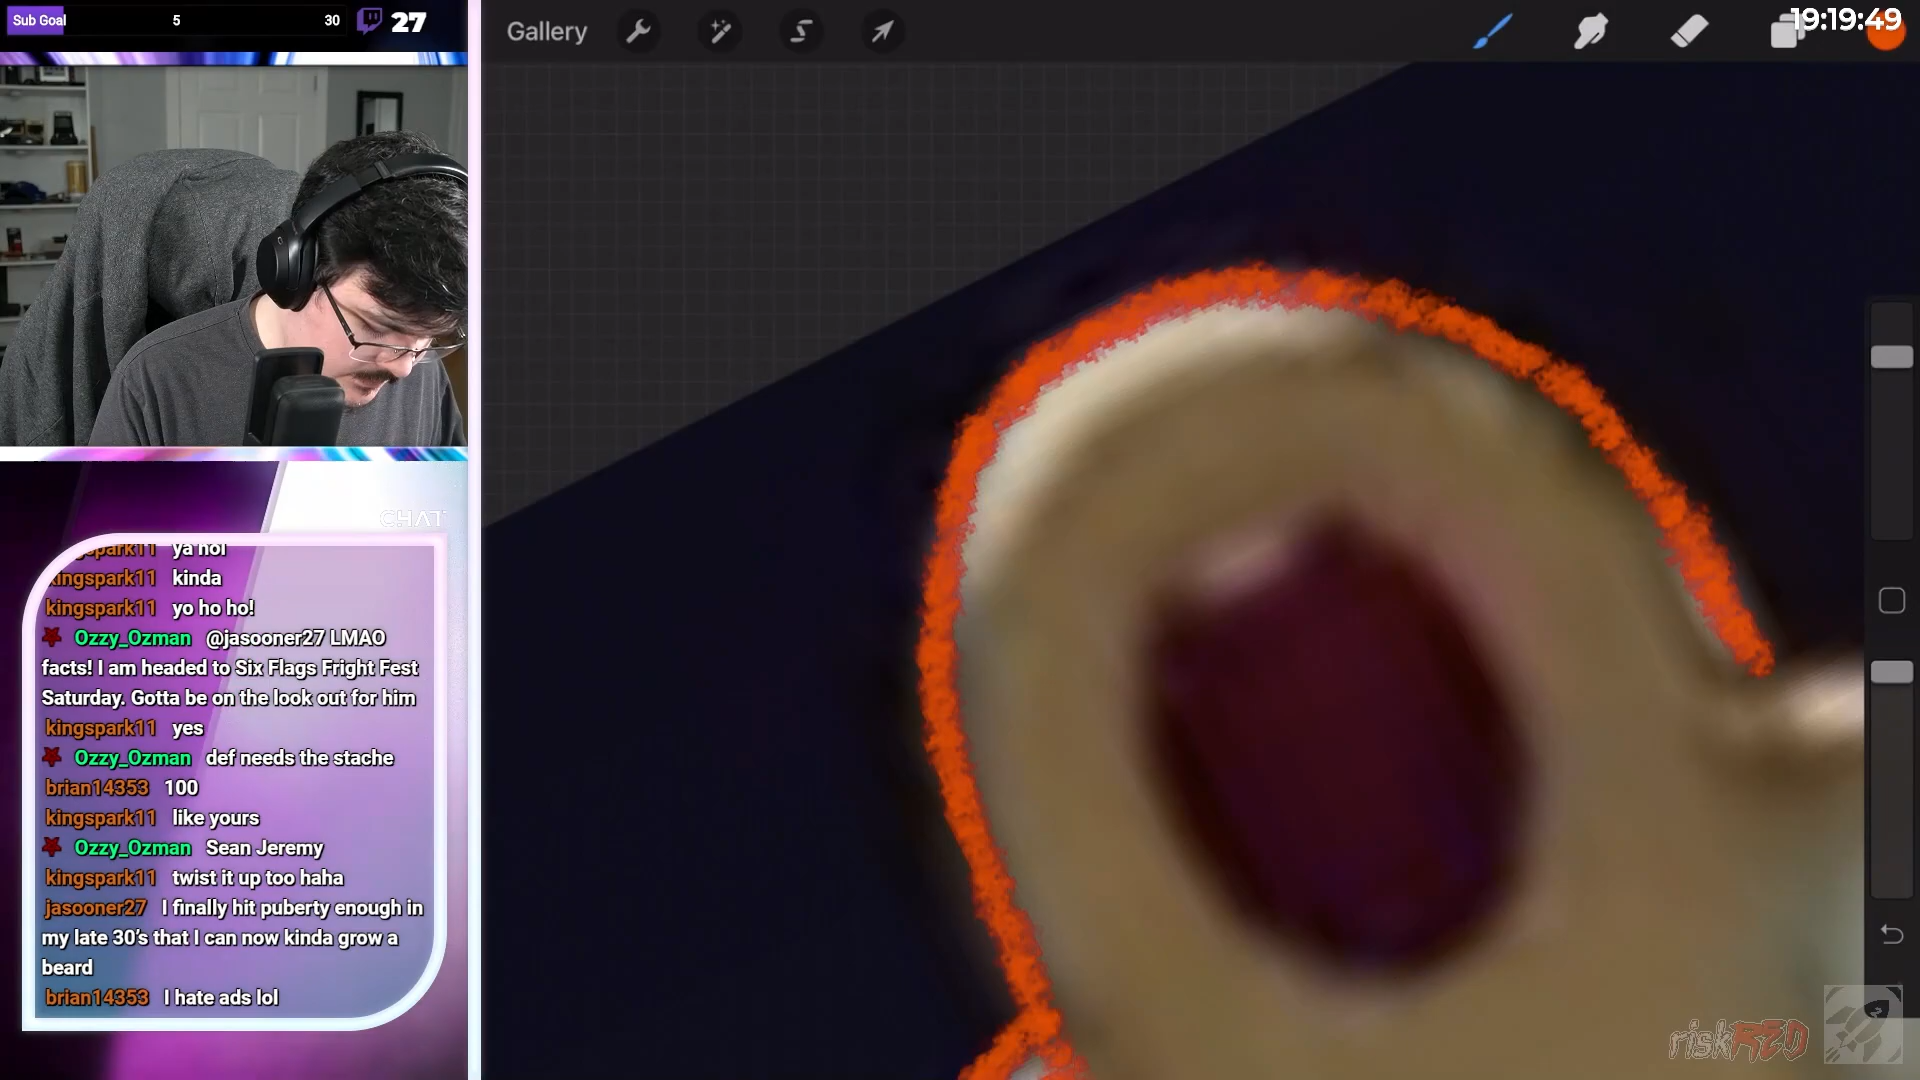 Sub Goal 5 30 27
Gallery
19:19:49
CHAT
kingspark11 ya hol
kingspark11 kinda
kingspark11 yo ho ho!
Ozzy_Ozman @jasooner27 LMAO
facts! I am headed to Six Flags Fright Fest
Saturday. Gotta be on the look out for him
kingspark11 yes
Ozzy_Ozman def needs the stache
brian14353 100
kingspark11 like yours
Ozzy_Ozman Sean Jeremy
kingspark11 twist it up too haha
jasooner27 I finally hit puberty enough in
my late 30's that I can now kinda grow a
beard
brian14353 I hate ads lol
riskRED